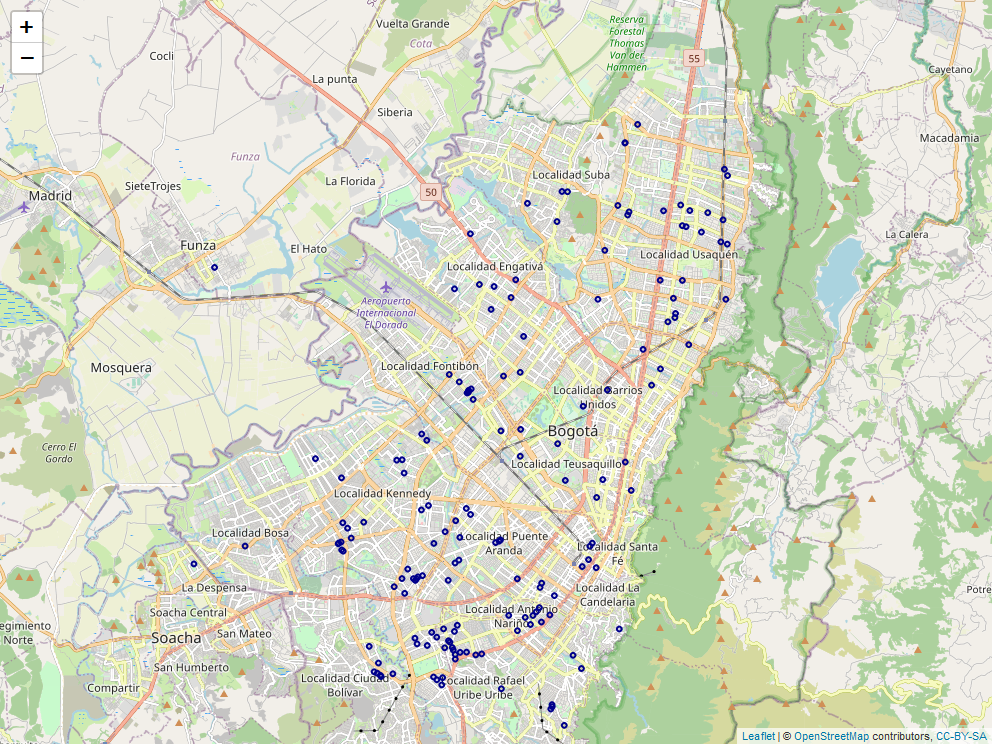 +
−
Vuelta Grande
Reserva
Forestal
Thomas
Van der
Hammen
Cota
Cocli
55
Cayetano
La punta
Siberia
Macadamia
Funza
Localidad Suba
SieteTrojes
La Florida
50
Madrid
La Calera
Funza
El Hato
Localidad Usaquén
Localidad Engativá
Aeropuerto
Internacional
El Dorado
Mosquera
Localidad Fontibón
Localidad Barrios
Unidos
Bogotá
Cerro El
Gordo
Localidad Teusaquillo
Localidad Kennedy
Localidad Bosa
Localidad Puente
Aranda
Localidad Santa
Fé
La Despensa
Localidad La
Candelaria
Potre
Soacha Central
Localidad Antonio
Nariño
egimiento
Norte
Soacha
San Mateo
San Humberto
Localidad Ciudad
Bolívar
Localidad Rafael
Uribe Uribe
Compartir
Leaflet | © OpenStreetMap contributors, CC-BY-SA